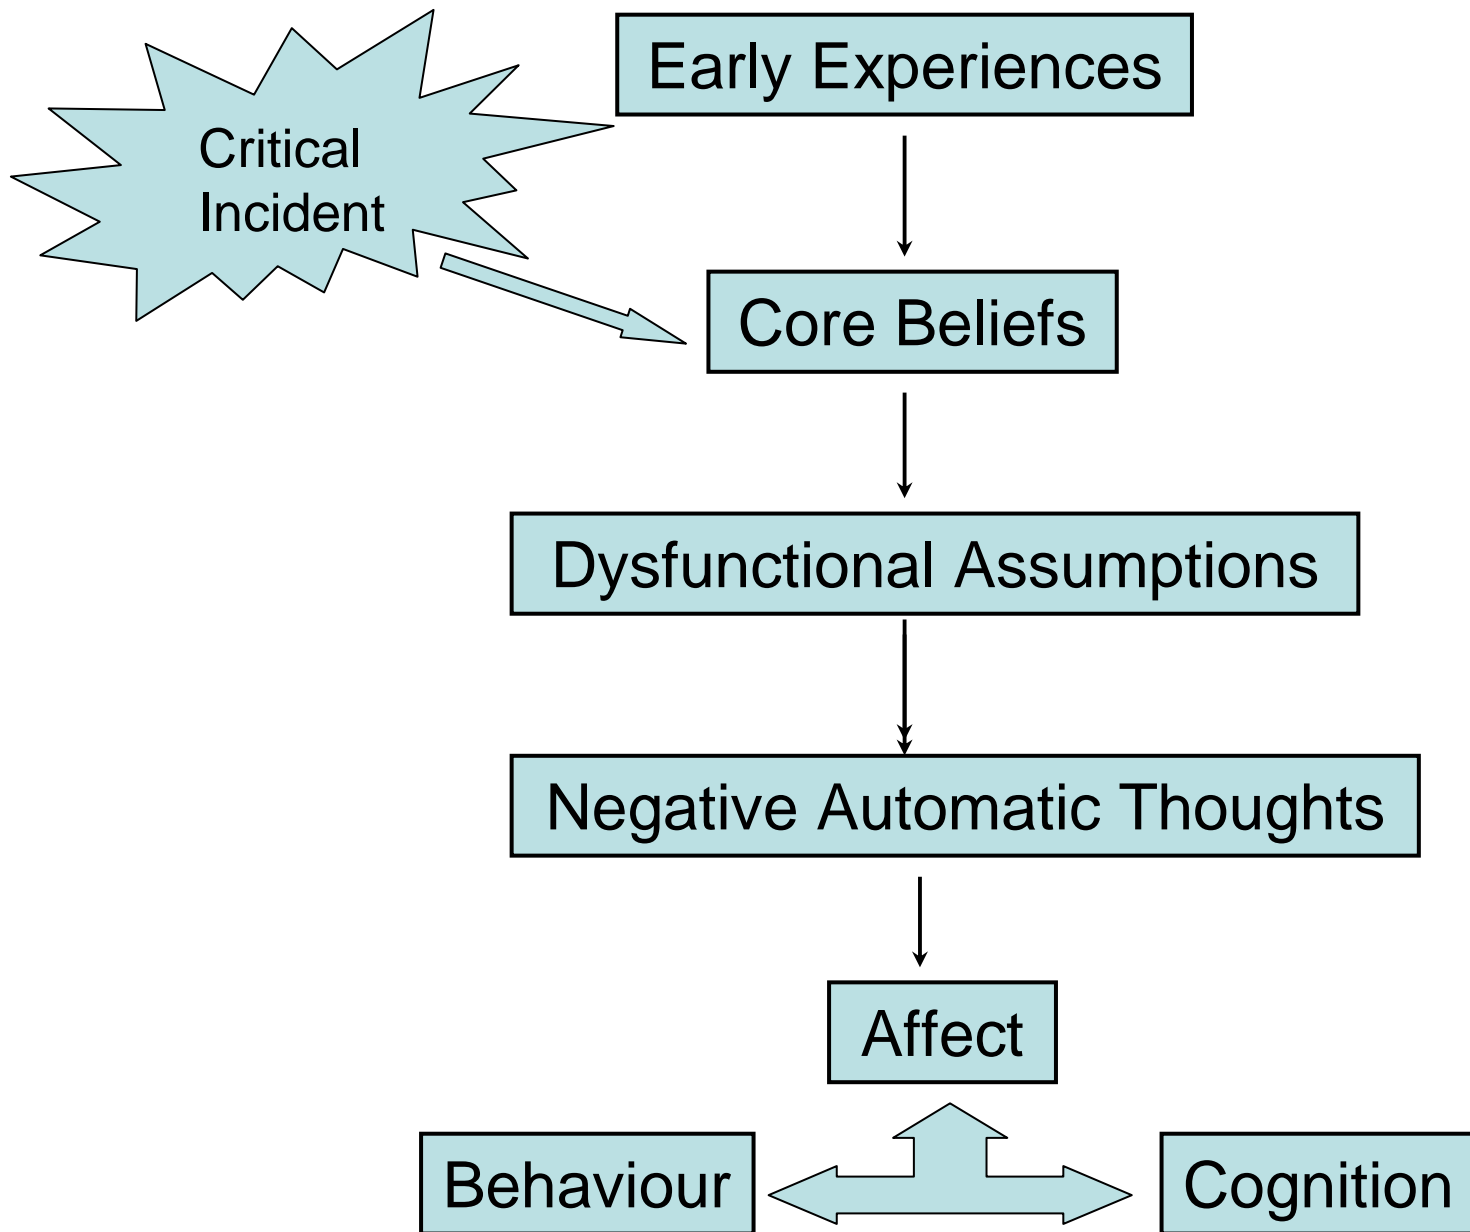 Early Experiences
Critical
Incident
Core Beliefs
Dysfunctional Assumptions
Negative Automatic Thoughts
Affect
Behaviour
Cognition